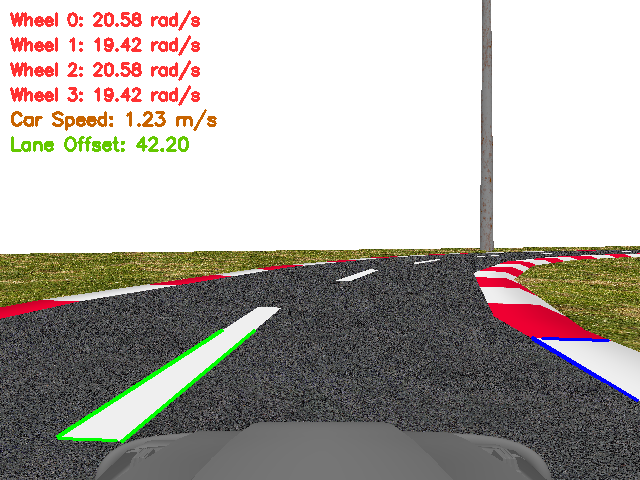 Wheel 0: 20.58 rad/s
Wheel 1: 19.42 rad/s
Wheel 2: 20.58 rad/s
Wheel 3: 19.42 rad/s
Car Speed: 1.23 m/s
Lane Offset: 42.20